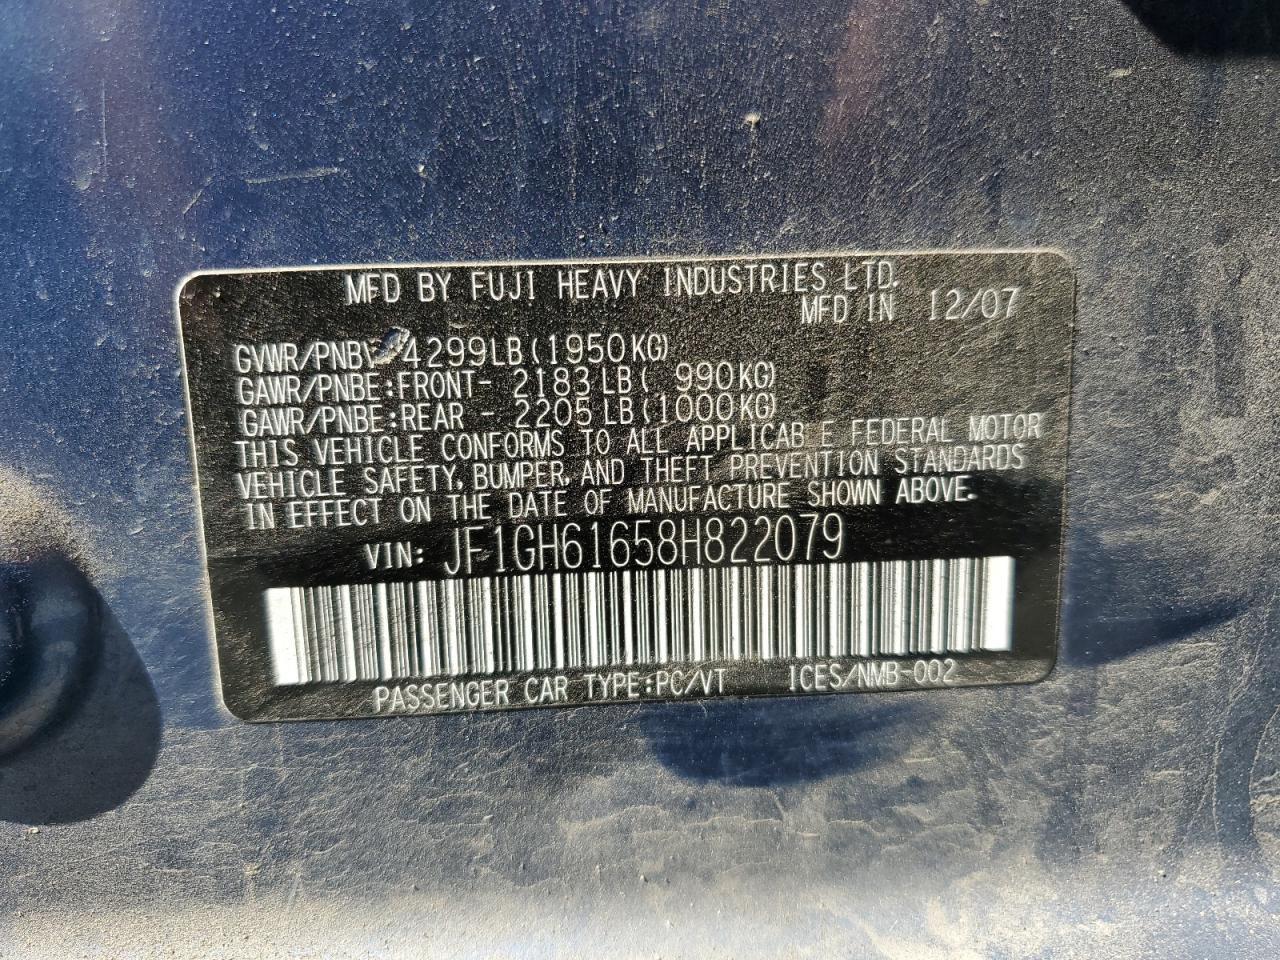 MFD BY FUJI HEAVY INDUSTRIES LTD.
MFD IN 12/07
GVWR/PNBV 4299LB(1950KG)
GAWR/PNBE:FRONT- 2183LB( 990KG)
GAWR/PNBE:REAR - 2205LB(1000KG)
THIS VEHICLE CONFORMS TO ALL APPLICAB E FEDERAL MOTOR
VEHICLE SAFETY, BUMPER, AND THEFT PREVENTION STANDARDS
IN EFFECT ON THE DATE OF MANUFACTURE SHOWN ABOVE.
VIN: JF1GH61658H822079
PASSENGER CAR TYPE:PC/VT ICES/NMB-002